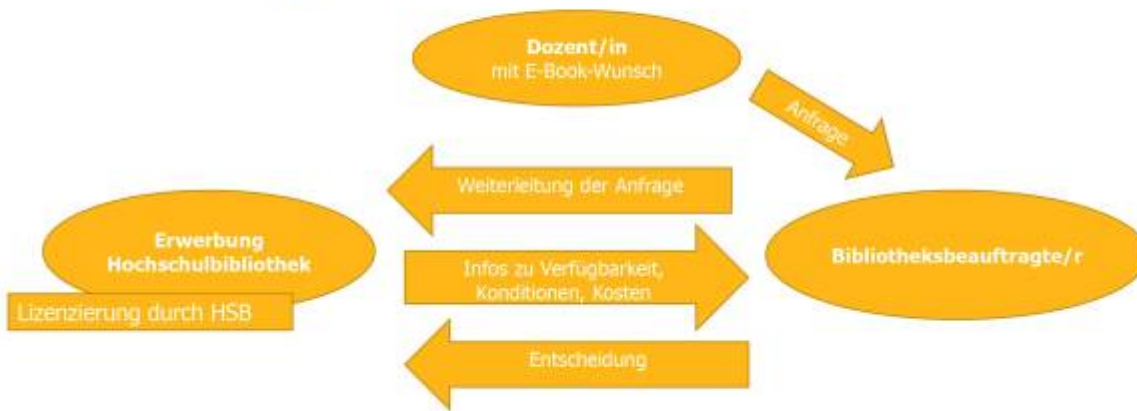 Dozent/in
mit E-Book-Wunsch
Anfrage
Weiterleitung der Anfrage
Erwerbung
Hochschulbibliothek
Bibliotheksbeauftragte/r
Infos zu Verfügbarkeit,
Konditionen, Kosten
Lizenzierung durch HSB
Entscheidung